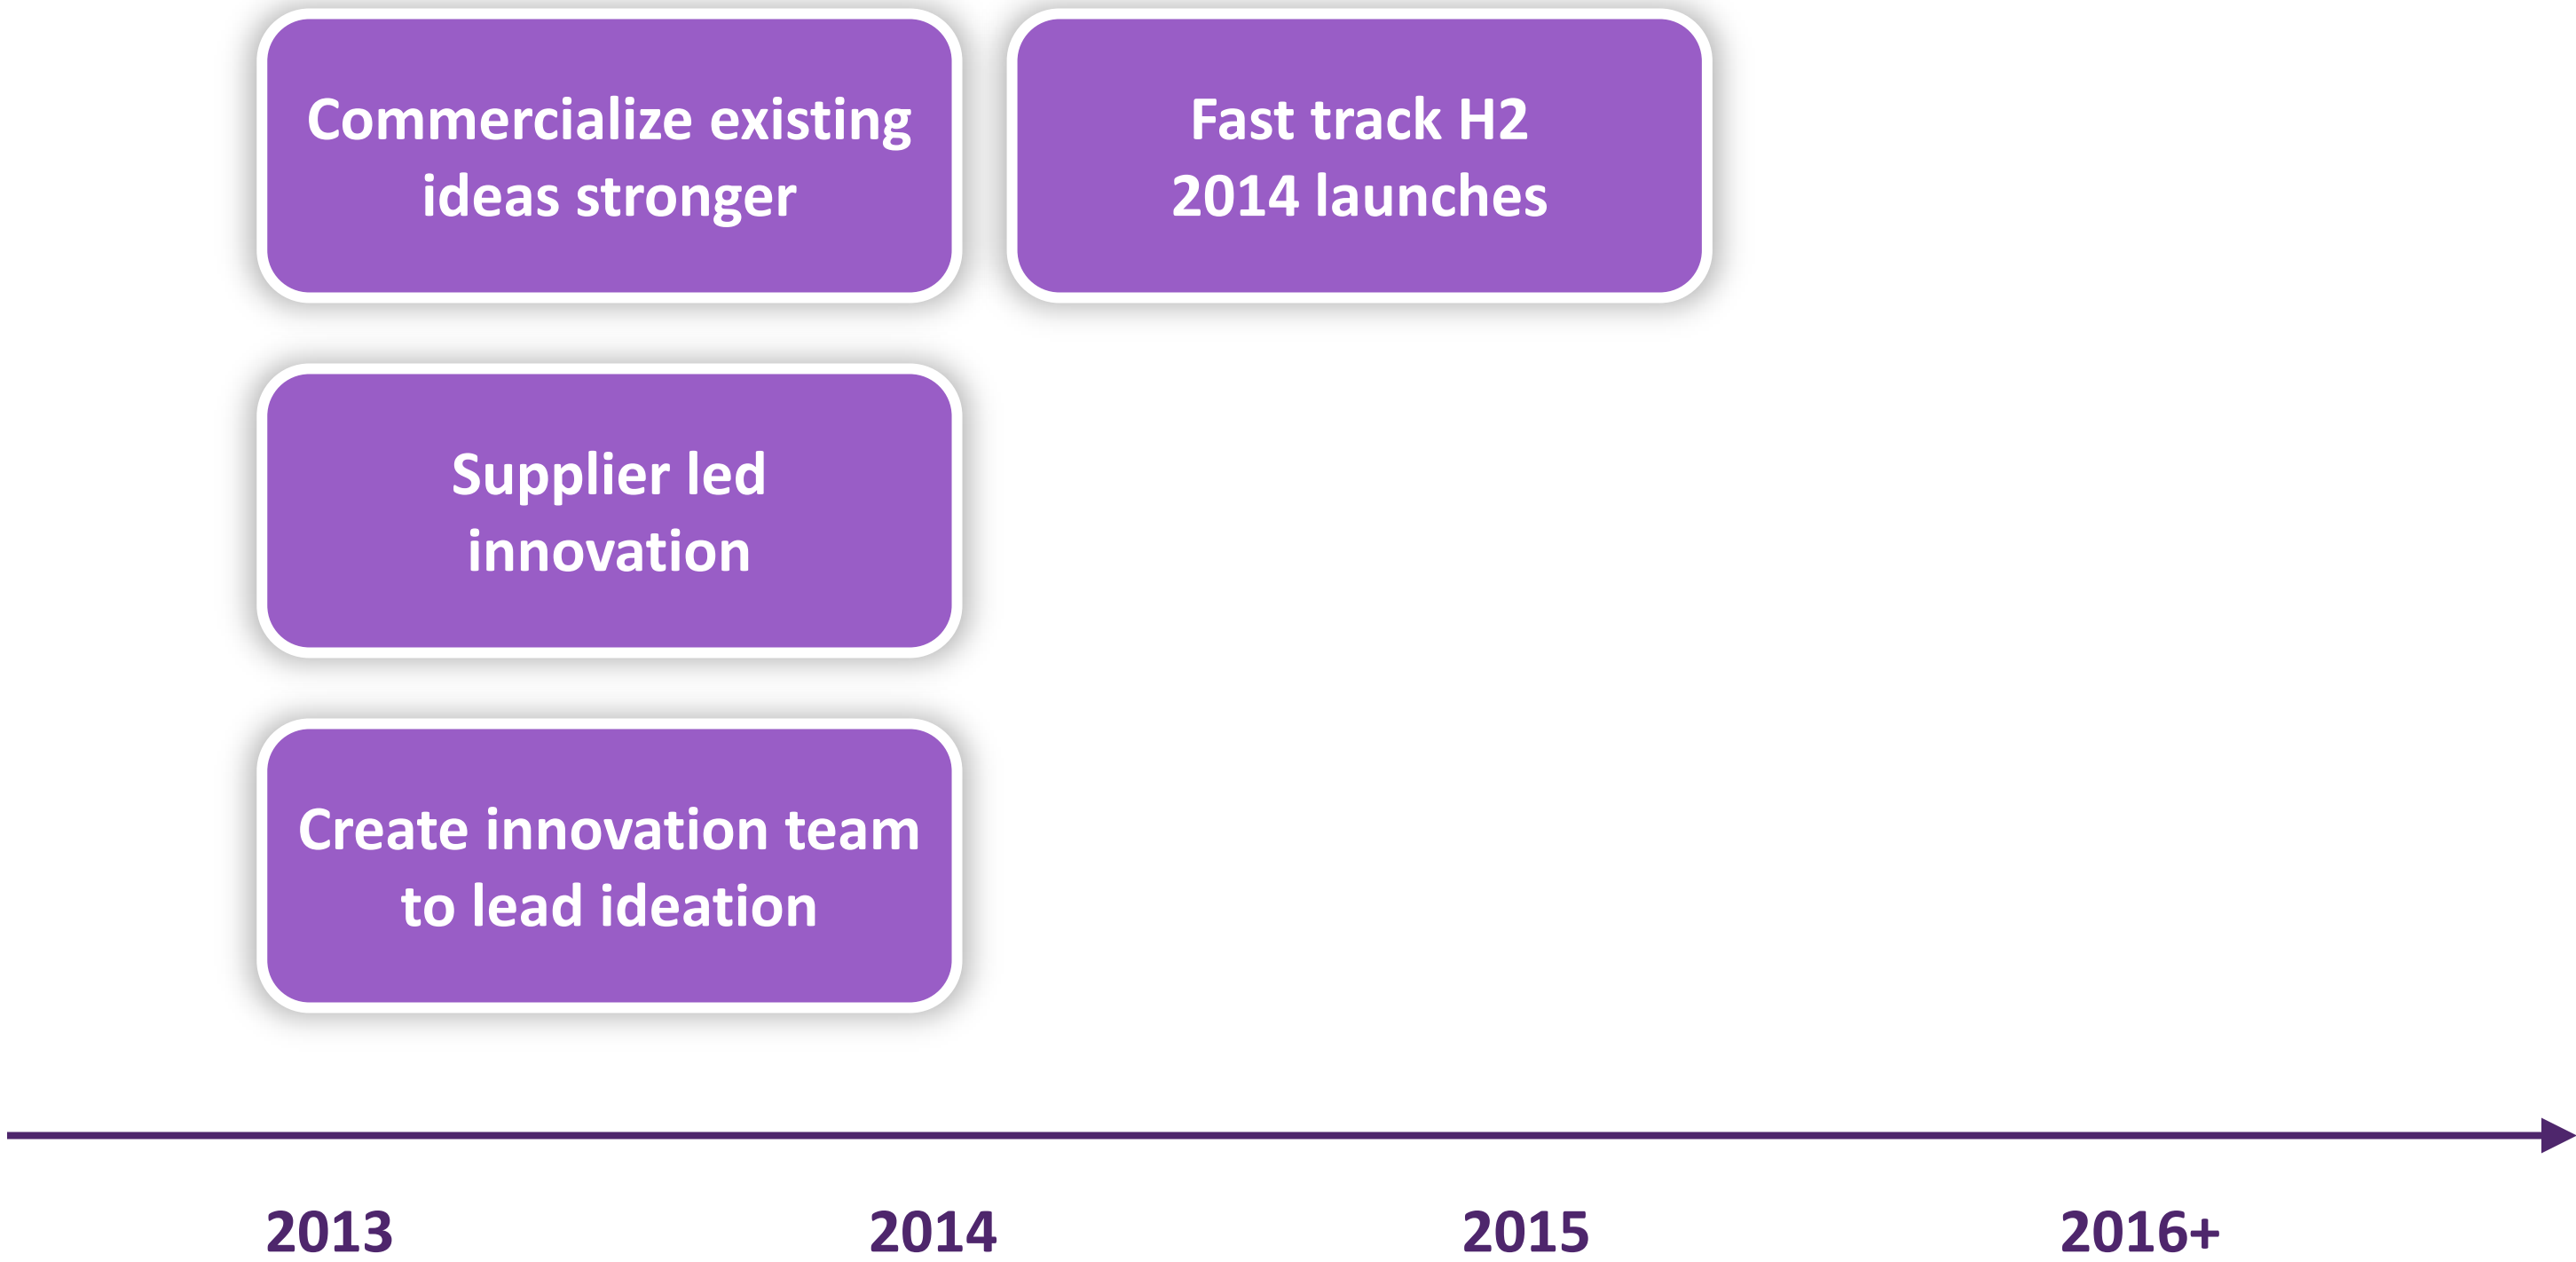 Commercialize existing
ideas stronger
Fast track H2
2014 launches
Supplier led
innovation
Create innovation team
to lead ideation
2013
2014
2015
2016+